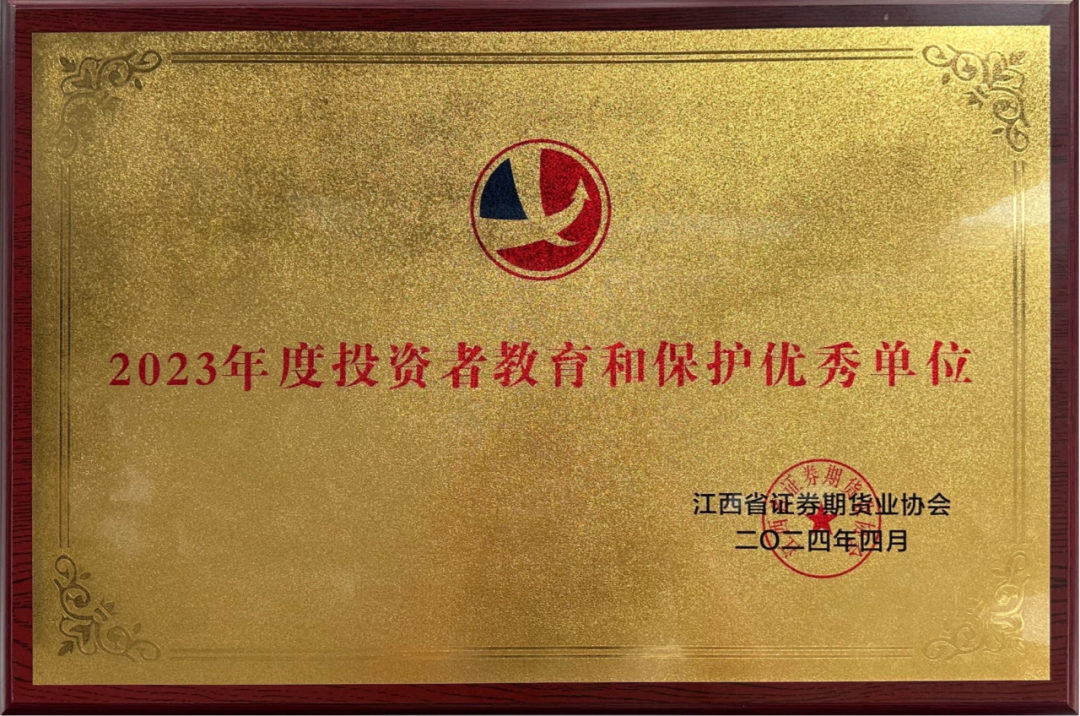 2023年度投资者教育和保护优秀单位
江西省证券期货业协会
二〇二四年四月